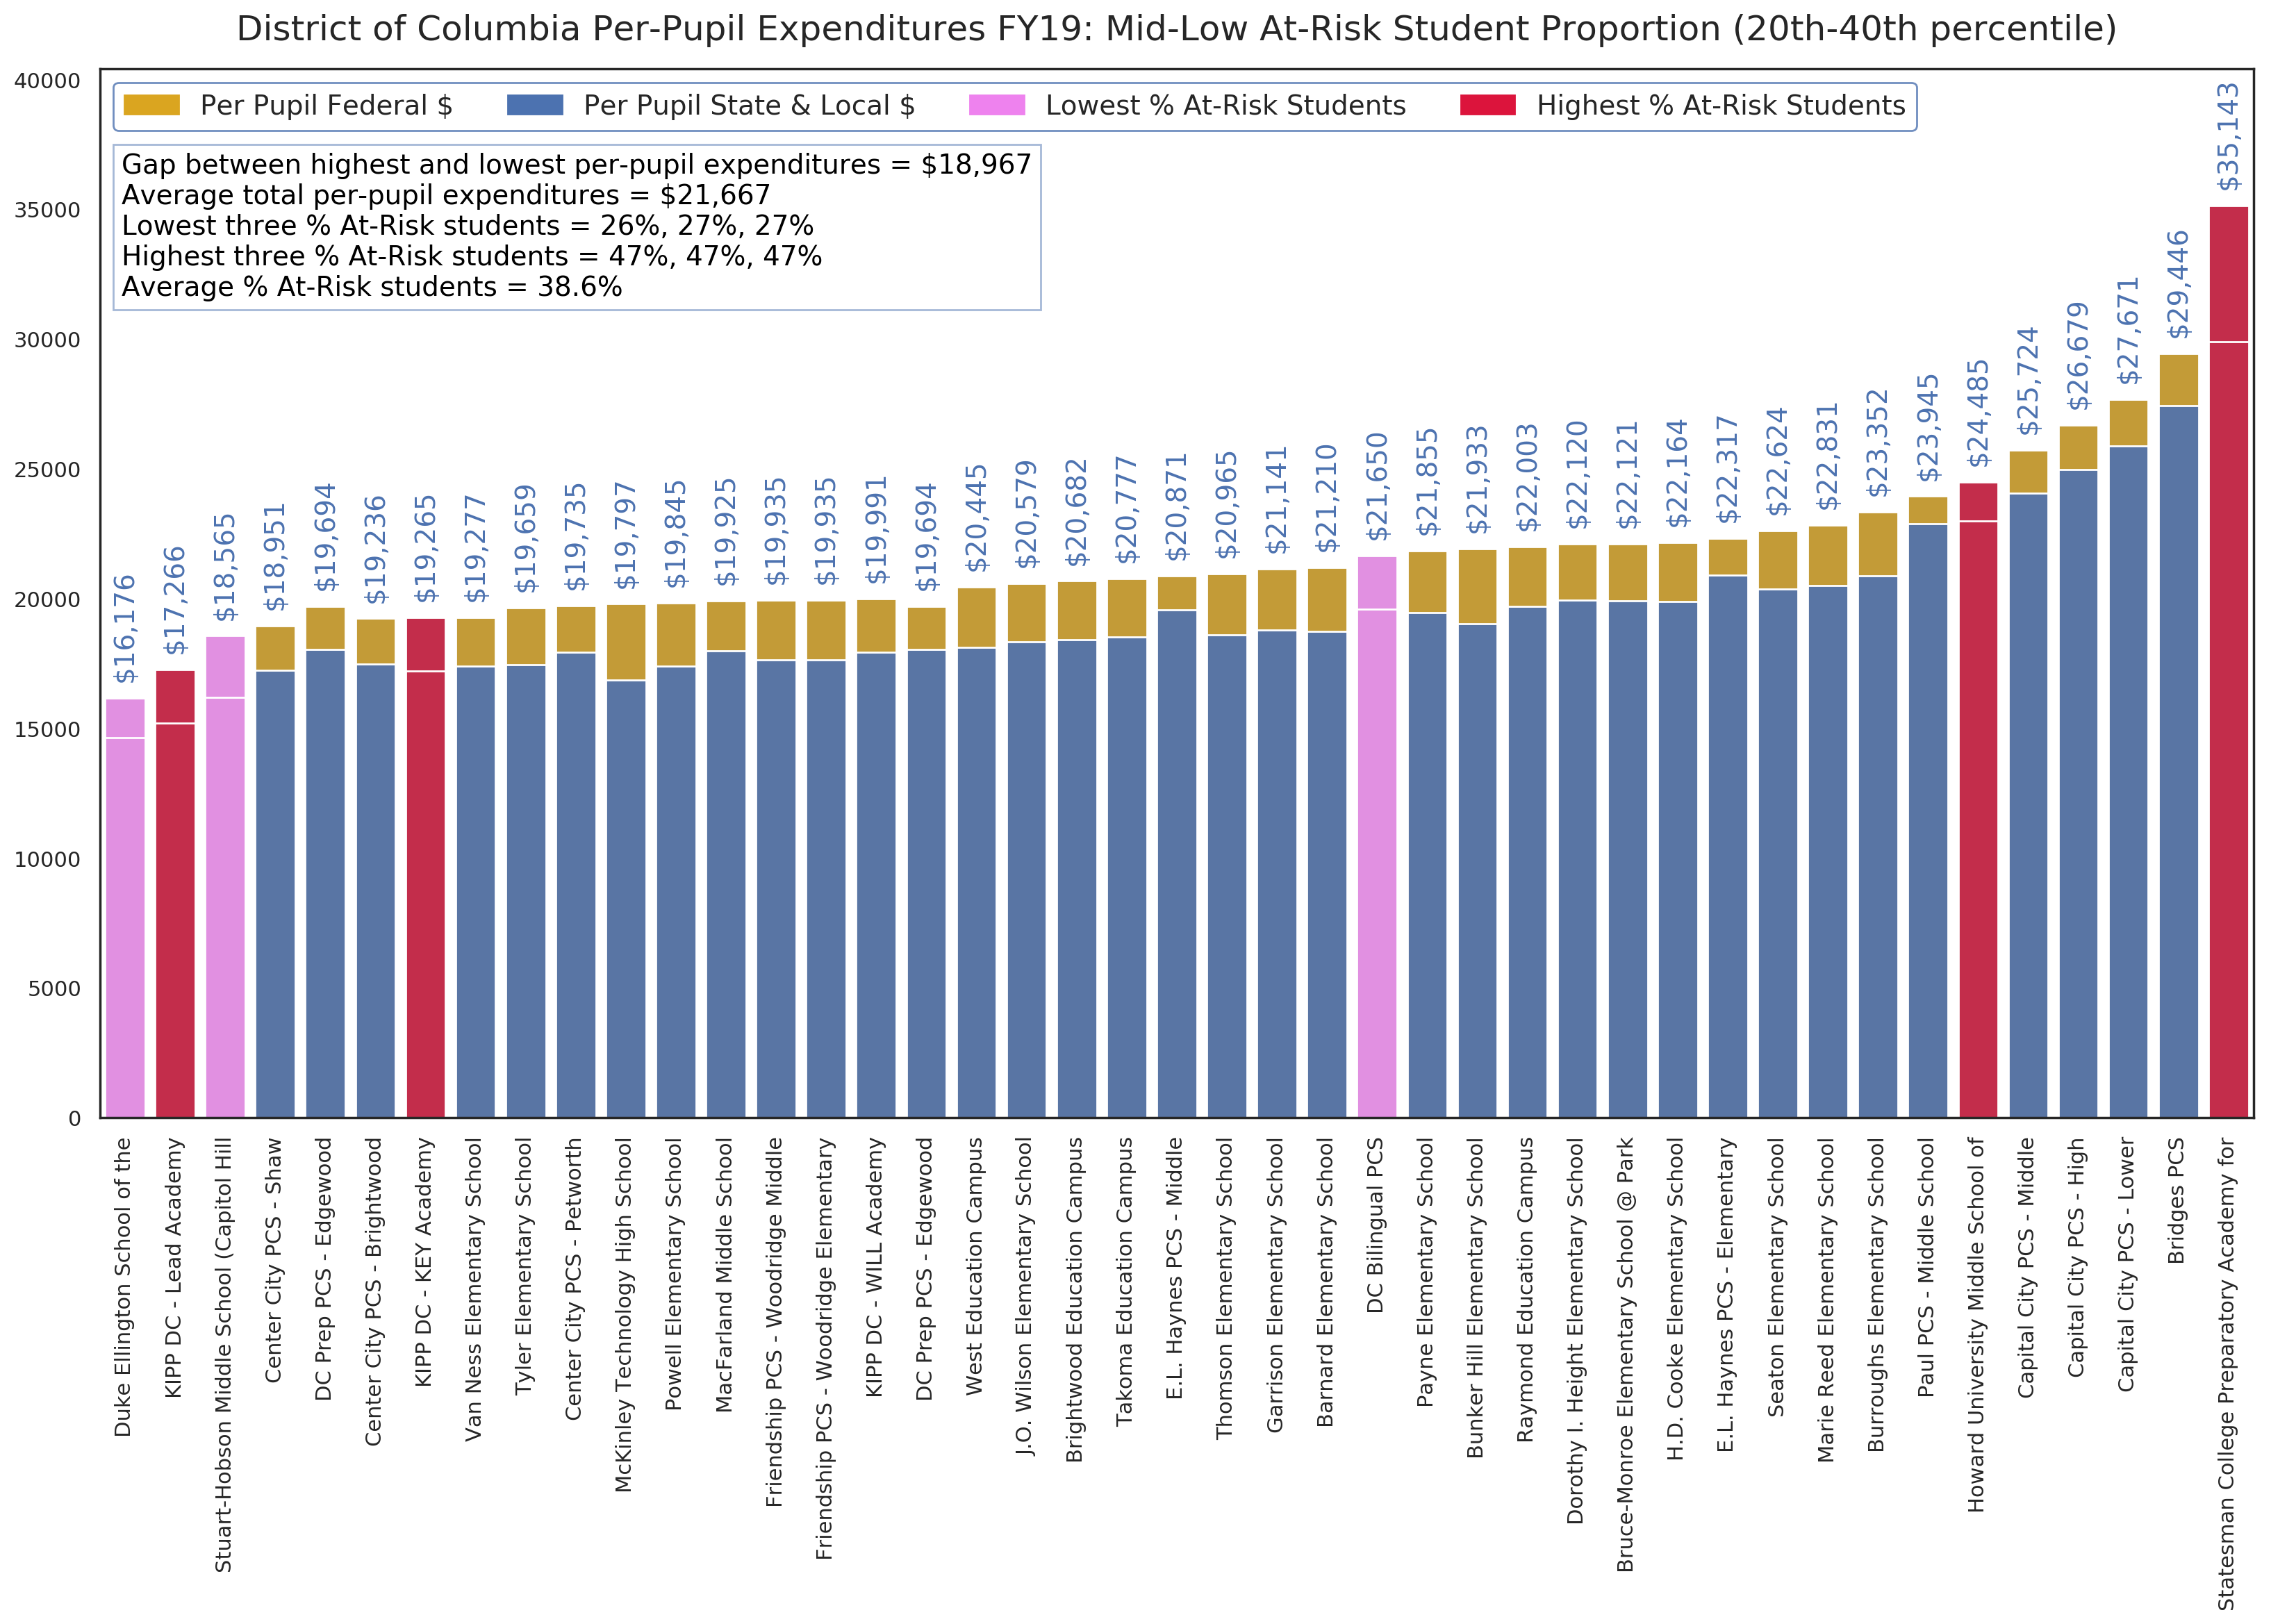 District of Columbia Per-Pupil Expenditures FY19: Mid-Low At-Risk Student Proportion (20th-40th percentile)
Per Pupil Federal $
Per Pupil State & Local $
Lowest % At-Risk Students
Highest % At-Risk Students
Gap between highest and lowest per-pupil expenditures = $18,967
Average total per-pupil expenditures = $21,667
Lowest three % At-Risk students = 26%, 27%, 27%
Highest three % At-Risk students = 47%, 47%, 47%
Average % At-Risk students = 38.6%
40000
35000
30000
25000
20000
15000
10000
5000
0
$16,176
$17,266
$18,565
$18,951
$19,694
$19,236
$19,265
$19,277
$19,659
$19,735
$19,797
$19,845
$19,925
$19,935
$19,935
$19,991
$19,694
$20,445
$20,579
$20,682
$20,777
$20,871
$20,965
$21,141
$21,210
$21,650
$21,855
$21,933
$22,003
$22,120
$22,121
$22,164
$22,317
$22,624
$22,831
$23,352
$23,945
$24,485
$25,724
$26,679
$27,671
$29,446
$35,143
Duke Ellington School of the
KIPP DC - Lead Academy
Stuart-Hobson Middle School (Capitol Hill
Center City PCS - Shaw
DC Prep PCS - Edgewood
Center City PCS - Brightwood
KIPP DC - KEY Academy
Van Ness Elementary School
Tyler Elementary School
Center City PCS - Petworth
McKinley Technology High School
Powell Elementary School
MacFarland Middle School
Friendship PCS - Woodridge Middle
Friendship PCS - Woodridge Elementary
KIPP DC - WILL Academy
DC Prep PCS - Edgewood
West Education Campus
J.O. Wilson Elementary School
Brightwood Education Campus
Takoma Education Campus
E.L. Haynes PCS - Middle
Thomson Elementary School
Garrison Elementary School
Barnard Elementary School
DC Bilingual PCS
Payne Elementary School
Bunker Hill Elementary School
Raymond Education Campus
Dorothy I. Height Elementary School
Bruce-Monroe Elementary School @ Park
H.D. Cooke Elementary School
E.L. Haynes PCS - Elementary
Seaton Elementary School
Marie Reed Elementary School
Burroughs Elementary School
Paul PCS - Middle School
Howard University Middle School of
Capital City PCS - Middle
Capital City PCS - High
Capital City PCS - Lower
Bridges PCS
Statesman College Preparatory Academy for